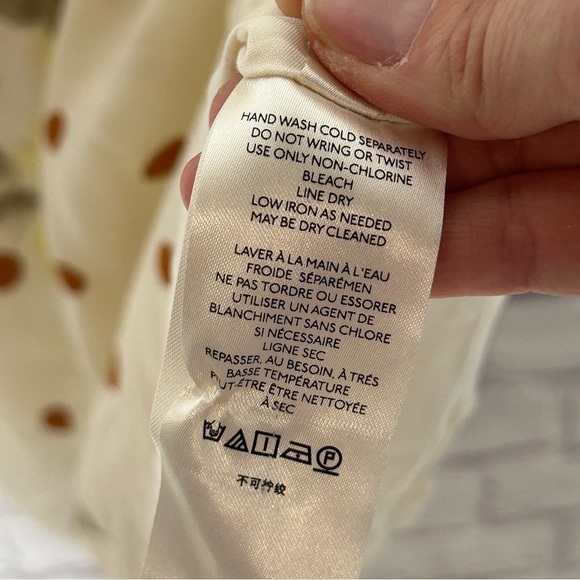 HAND WASH COLD SEPARATELY
DO NOT WRING OR TWIST
USE ONLY NON-CHLORINE
BLEACH
LINE DRY
LOW IRON AS NEEDED
MAY BE DRY CLEANED
LAVER À LA MAIN À L'EAU
FROIDE SÉPARÉMEN
NE PAS TORDRE OU ESSORER
UTILISER UN AGENT DE
BLANCHIMENT SANS CHLORE
SI NÉCESSAIRE
LIGNE SEC
REPASSER, AU BESOIN, À TRÉS
BASSE TEMPÉRATURE
ÊTRE ÊTRE NETTOYÉE
À SEC
P
不可拧绞